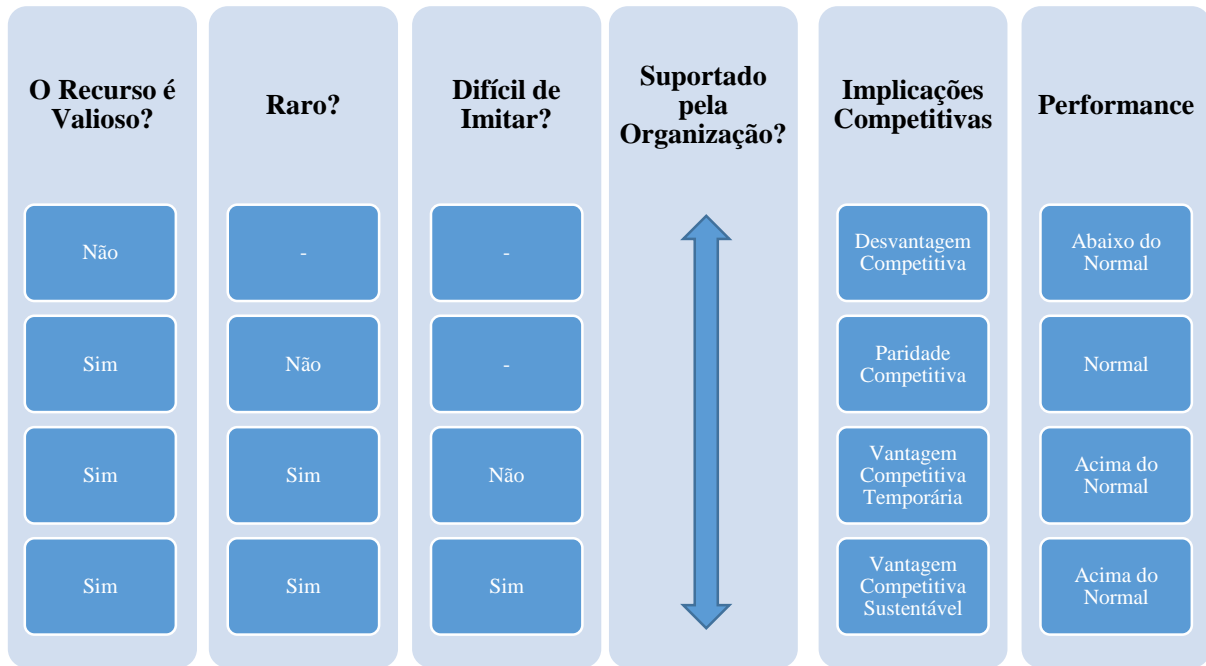 O Recurso é
Valioso?
Raro?
Difícil de
Imitar?
Suportado
pela
Organização?
Implicações
Competitivas
Performance
Não
-
-
Desvantagem
Competitiva
Abaixo do
Normal
Sim
Não
-
Paridade
Competitiva
Normal
Sim
Sim
Não
Vantagem
Competitiva
Temporária
Acima do
Normal
Sim
Sim
Sim
Vantagem
Competitiva
Sustentável
Acima do
Normal